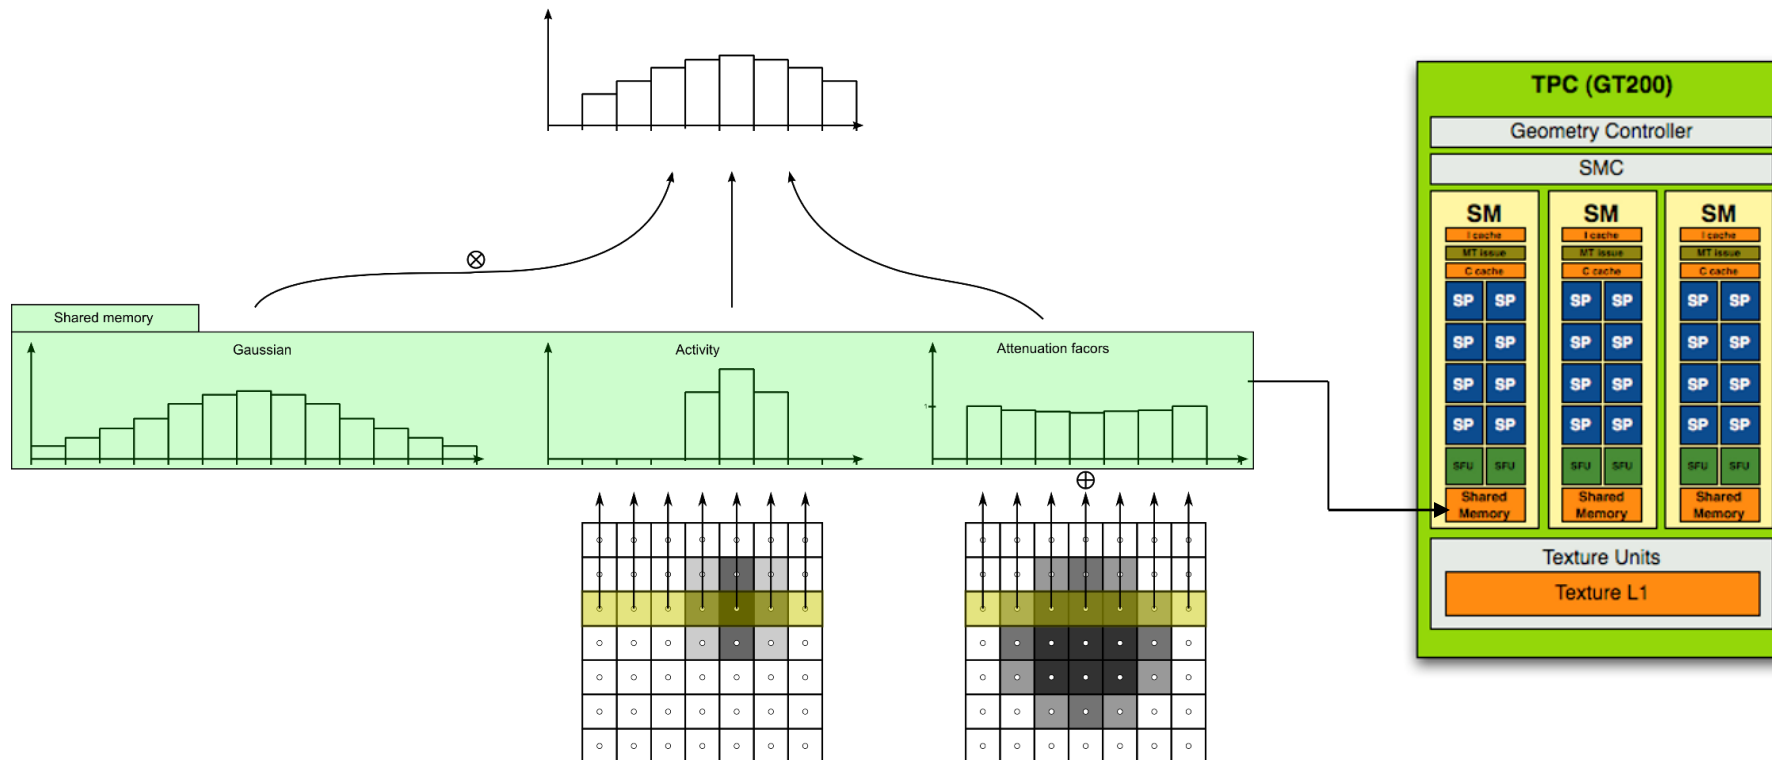 TPC (GT200)
Geometry Controller
SMC
SM SM SM
I cache I cache I cache
MT issue MT issue MT issue
C cache C cache C cache
SP SP SP SP SP SP
SP SP SP SP SP SP
SP SP SP SP SP SP
SP SP SP SP SP SP
SFU SFU SFU SFU SFU SFU
Shared Shared Shared
Memory Memory Memory
Texture Units
Texture L1
Shared memory
Gaussian
Activity
Attenuation facors
1